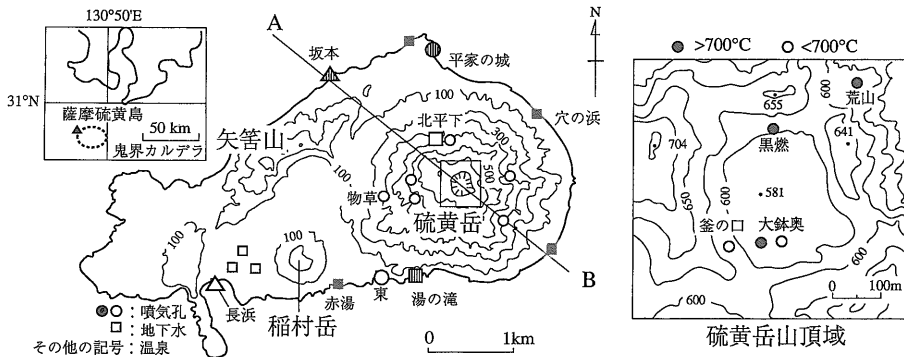 130°50'E
31°N
薩摩硫黄島
50 km
鬼界カルデラ
A
坂本
平家の城
N
100
北平下
300
穴の浜
矢筈山
500
100
物草
硫黄岳
100
100
B
長浜
赤湯
東
湯の滝
稲村岳
●○：噴気孔
□：地下水
その他の記号：温泉
0 1km
●>700°C ○<700°C
600
655
荒山
641
704
黒燃
650
600
581
釜の口
大鉢奥
600
600
0 100m
硫黄岳山頂域